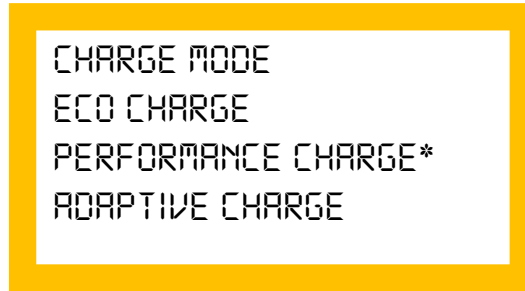 CHARGE MODE
ECO CHARGE
PERFORMANCE CHARGE*
ADAPTIVE CHARGE